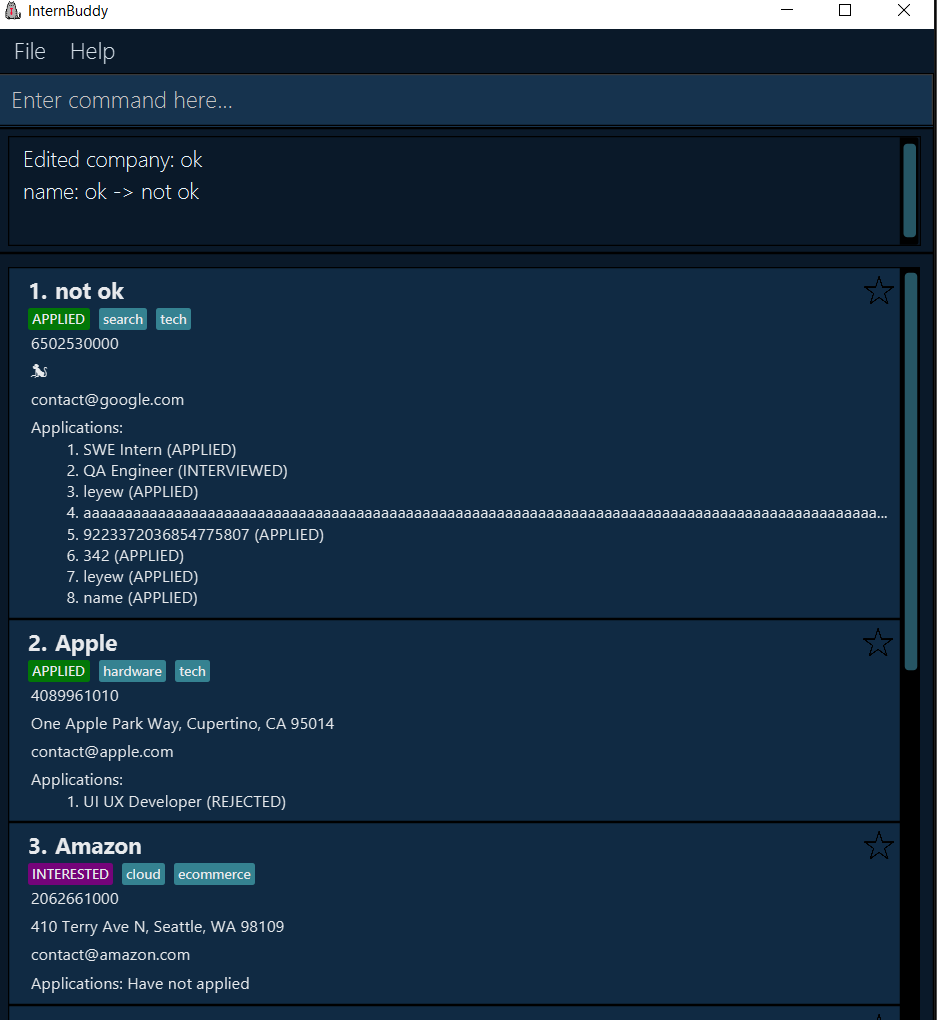 InternBuddy
File Help
Enter command here...
Edited company: ok
name: ok -> not ok
1. not ok
APPLIED search tech
6502530000
contact@google.com
Applications:
1. SWE Intern (APPLIED)
2. QA Engineer (INTERVIEWED)
3. leyew (APPLIED)
4. aaaaaaaaaaaaaaaaaaaaaaaaaaaaaaaaaaaaaaaaaaaaaaaaaaaaaaaaaaaaaaaaaaaaaaaaaaaaaaaaaaaaaaaaaaaaaaaaaaa...
5. 9223372036854775807 (APPLIED)
6. 342 (APPLIED)
7. leyew (APPLIED)
8. name (APPLIED)
2. Apple
APPLIED hardware tech
4089961010
One Apple Park Way, Cupertino, CA 95014
contact@apple.com
Applications:
1. UI UX Developer (REJECTED)
3. Amazon
INTERESTED cloud ecommerce
2062661000
410 Terry Ave N, Seattle, WA 98109
contact@amazon.com
Applications: Have not applied